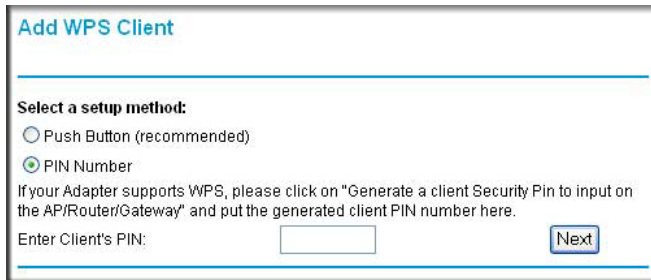 Add WPS Client
Select a setup method:
Push Button (recommended)
PIN Number
If your Adapter supports WPS, please click on "Generate a client Security Pin to input on
the AP/Router/Gateway" and put the generated client PIN number here.
Enter Client's PIN:
Next